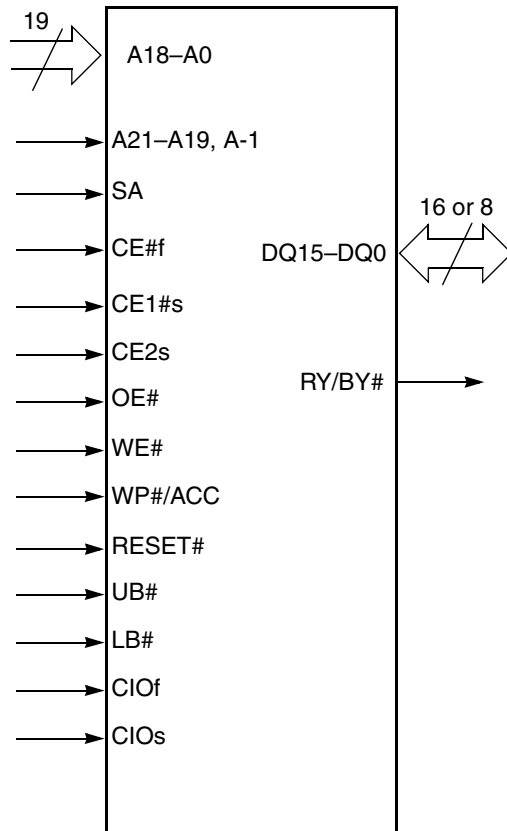 19
A18–A0
A21–A19, A-1
SA
16 or 8
CE#f
DQ15–DQ0
CE1#s
CE2s
RY/BY#
OE#
WE#
WP#/ACC
RESET#
UB#
LB#
CIOf
CIOs